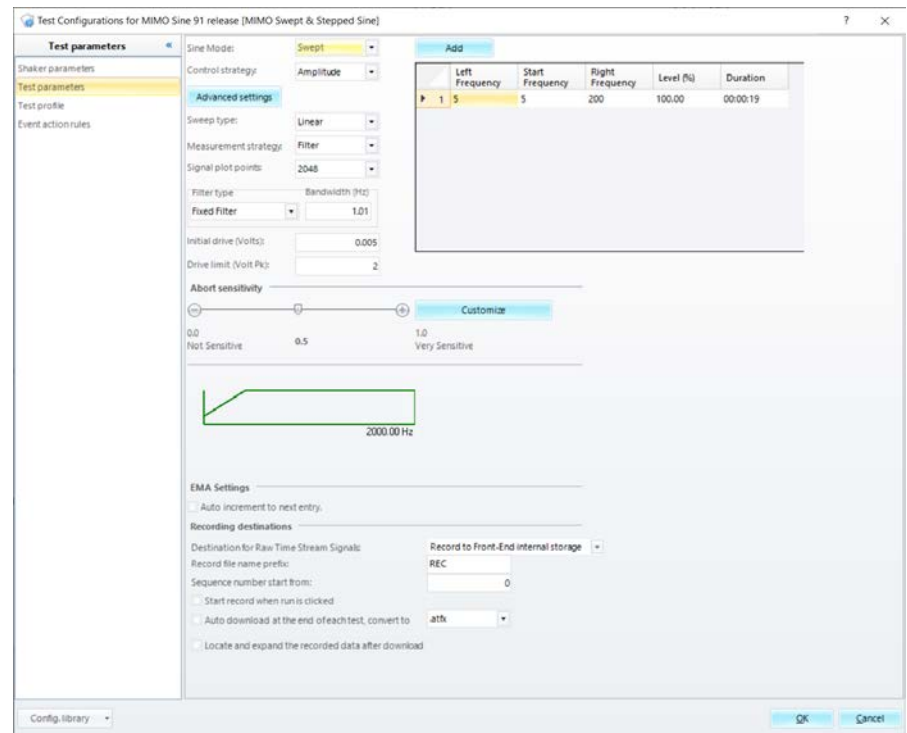 Test Configurations for MIMO Sine 91 release [MIMO Swept & Stepped Sine] ? ×
Test parameters «
Shaker parameters
Test parameters
Test profile
Event action rules
Sine Mode: Swept
Control strategy: Amplitude
Advanced settings
Sweep type: Linear
Measurement strategy: Filter
Signal plot points: 2048
Filter type Bandwidth (Hz)
Fixed Filter 1.01
Initial drive (Volts): 0.005
Drive limit (Volt Pk): 2
Add
Left Frequency Start Frequency Right Frequency Level (%) Duration
1 5 5 200 100.00 00:00:19
Abort sensitivity
Customize
0.0 0.5 1.0
Not Sensitive Very Sensitive
2000.00 Hz
EMA Settings
Auto increment to next entry.
Recording destinations
Destination for Raw Time Stream Signals: Record to Front-End internal storage
Record file name prefix: REC
Sequence number start from: 0
Start record when run is clicked
Auto download at the end of each test, convert to .atfx
Locate and expand the recorded data after download
Config. library
OK Cancel